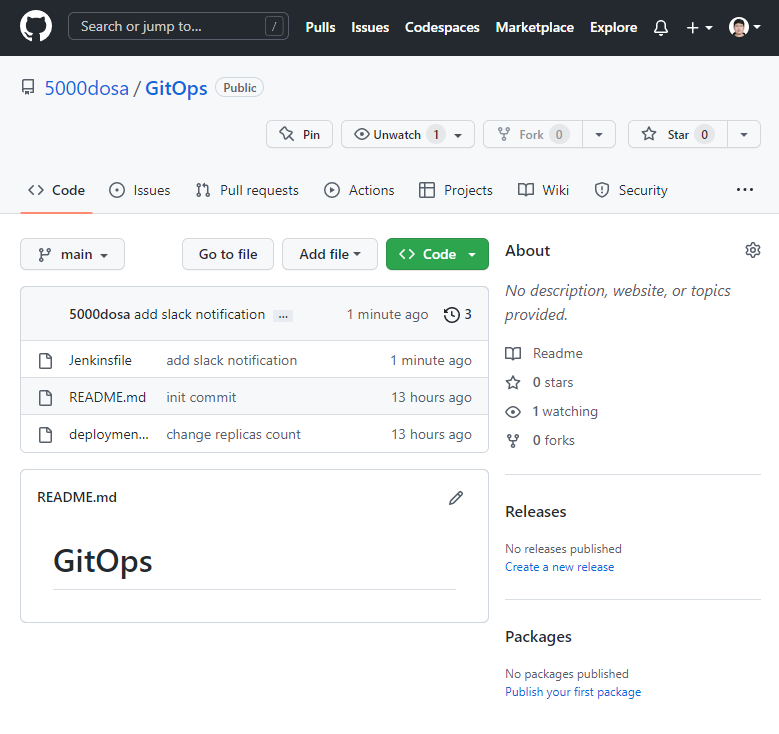 Search or jump to... / Pulls Issues Codespaces Marketplace Explore
5000dosa / GitOps Public
Pin Unwatch 1 Fork 0 Star 0
Code Issues Pull requests Actions Projects Wiki Security ...
main Go to file Add file Code
5000dosa add slack notification ... 1 minute ago 3
Jenkinsfile add slack notification 1 minute ago
README.md init commit 13 hours ago
deploymen... change replicas count 13 hours ago
README.md
GitOps
About
No description, website, or topics
provided.
Readme
0 stars
1 watching
0 forks
Releases
No releases published
Create a new release
Packages
No packages published
Publish your first package